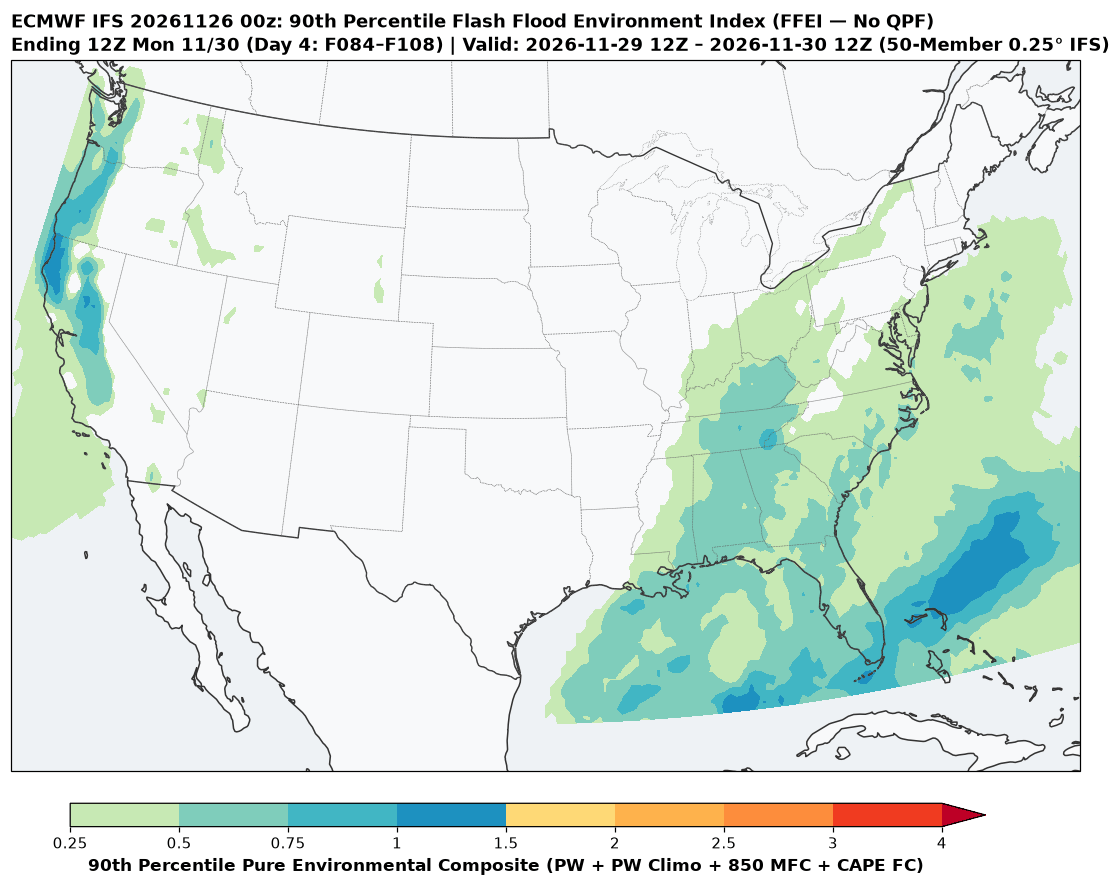 ECMWF IFS 20261126 00z: 90th Percentile Flash Flood Environment Index (FFEI — No QPF)
Ending 12Z Mon 11/30 (Day 4: F084–F108) | Valid: 2026-11-29 12Z – 2026-11-30 12Z (50-Member 0.25° IFS)
0.25 0.5 0.75 1 1.5 2 2.5 3 4
90th Percentile Pure Environmental Composite (PW + PW Climo + 850 MFC + CAPE FC)